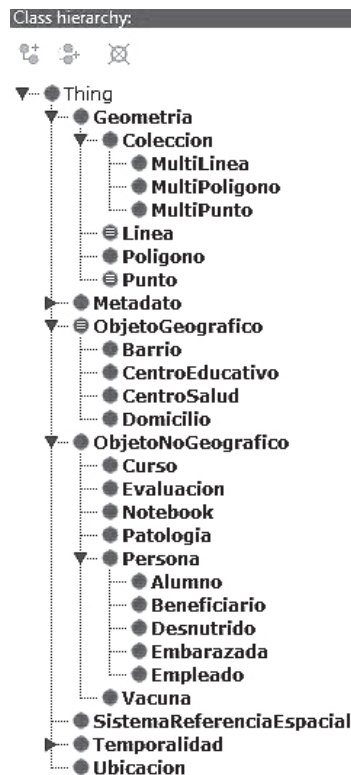 Class hierarchy:
Thing
Geometria
Coleccion
MultiLinea
MultiPoligono
MultiPunto
Linea
Poligono
Punto
Metadato
ObjetoGeografico
Barrio
CentroEducativo
CentroSalud
Domicilio
ObjetoNoGeografico
Curso
Evaluacion
Notebook
Patologia
Persona
Alumno
Beneficiario
Desnutrido
Embarazada
Empleado
Vacuna
SistemaReferenciaEspacial
Temporalidad
Ubicacion